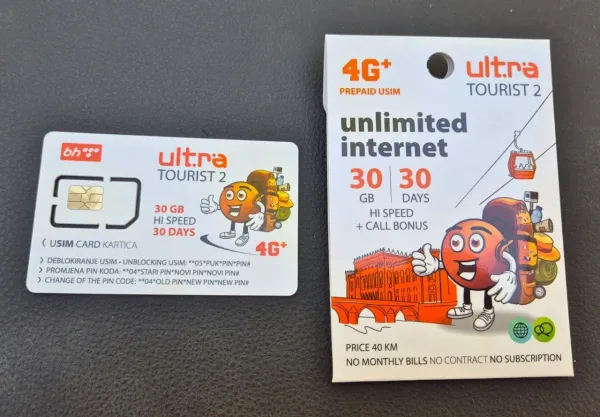 bh
ultra
TOURIST 2
30 GB
HI SPEED
30 DAYS
4G+
USIM CARD KARTICA
DEBLOKIRANJE USIM - UNBLOCKING USIM: **05*PUK*PIN*PIN#
PROMJENA PIN KODA: **04*STARI PIN*NOVI PIN*NOVI PIN#
CHANGE OF THE PIN CODE: **04*OLD PIN*NEW PIN*NEW PIN#
4G+
PREPAID USIM
ultra
TOURIST 2
unlimited
internet
30 GB
30 DAYS
HI SPEED
+ CALL BONUS
PRICE 40 KM
NO MONTHLY BILLS NO CONTRACT NO SUBSCRIPTION